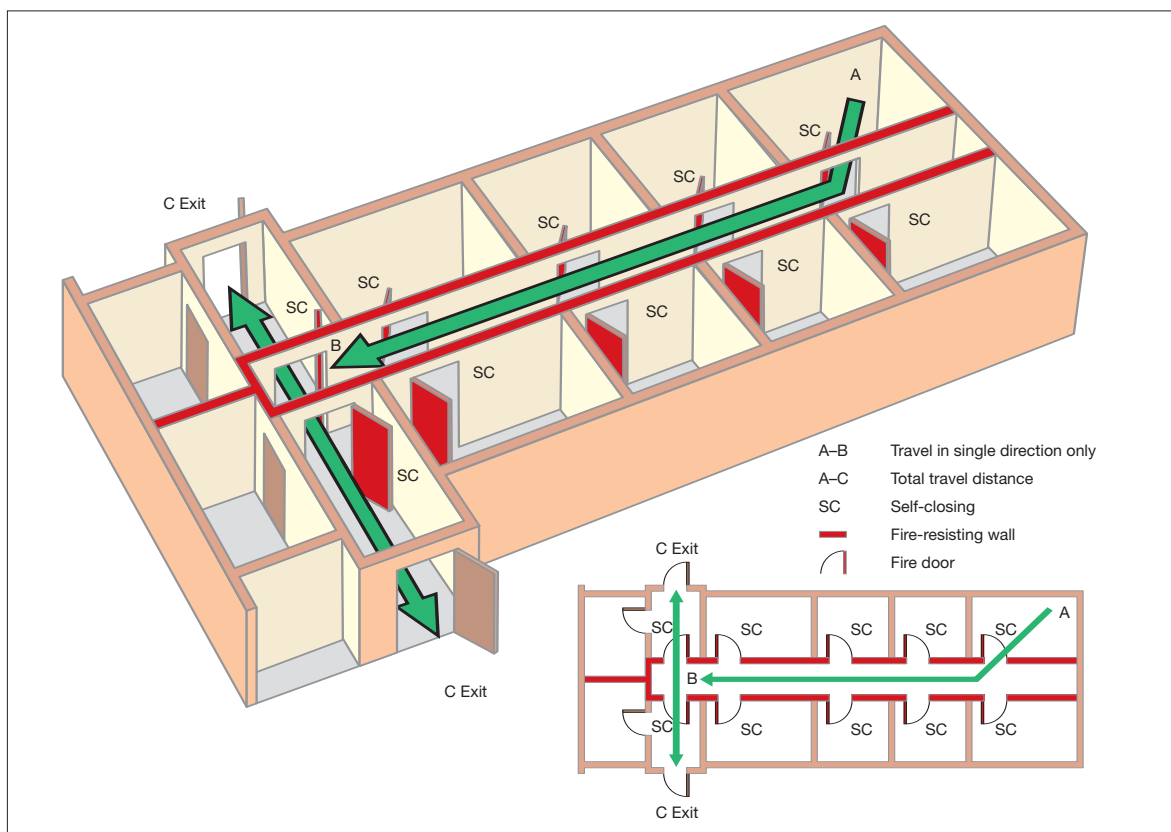 A
SC
SC
C Exit
SC
SC
SC
SC
SC
B
SC
SC
SC
SC
C Exit
A–B Travel in single direction only
A–C Total travel distance
SC Self-closing
Fire-resisting wall
Fire door
C Exit
SC SC SC SC SC A
B
SC SC SC SC SC
C Exit